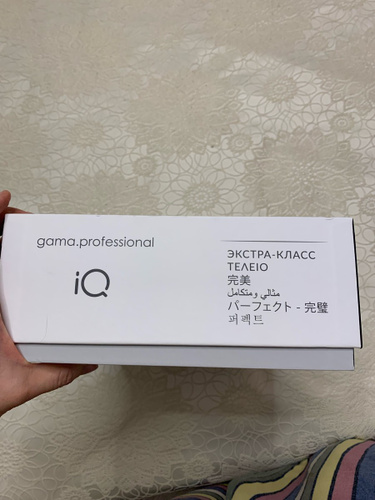 gama.professional
iQ
ЭКСТРА-КЛАСС
ΤΕΛΕΙΟ
完美
مثالي ومتكامل
パーフェクト - 完璧
퍼펙트